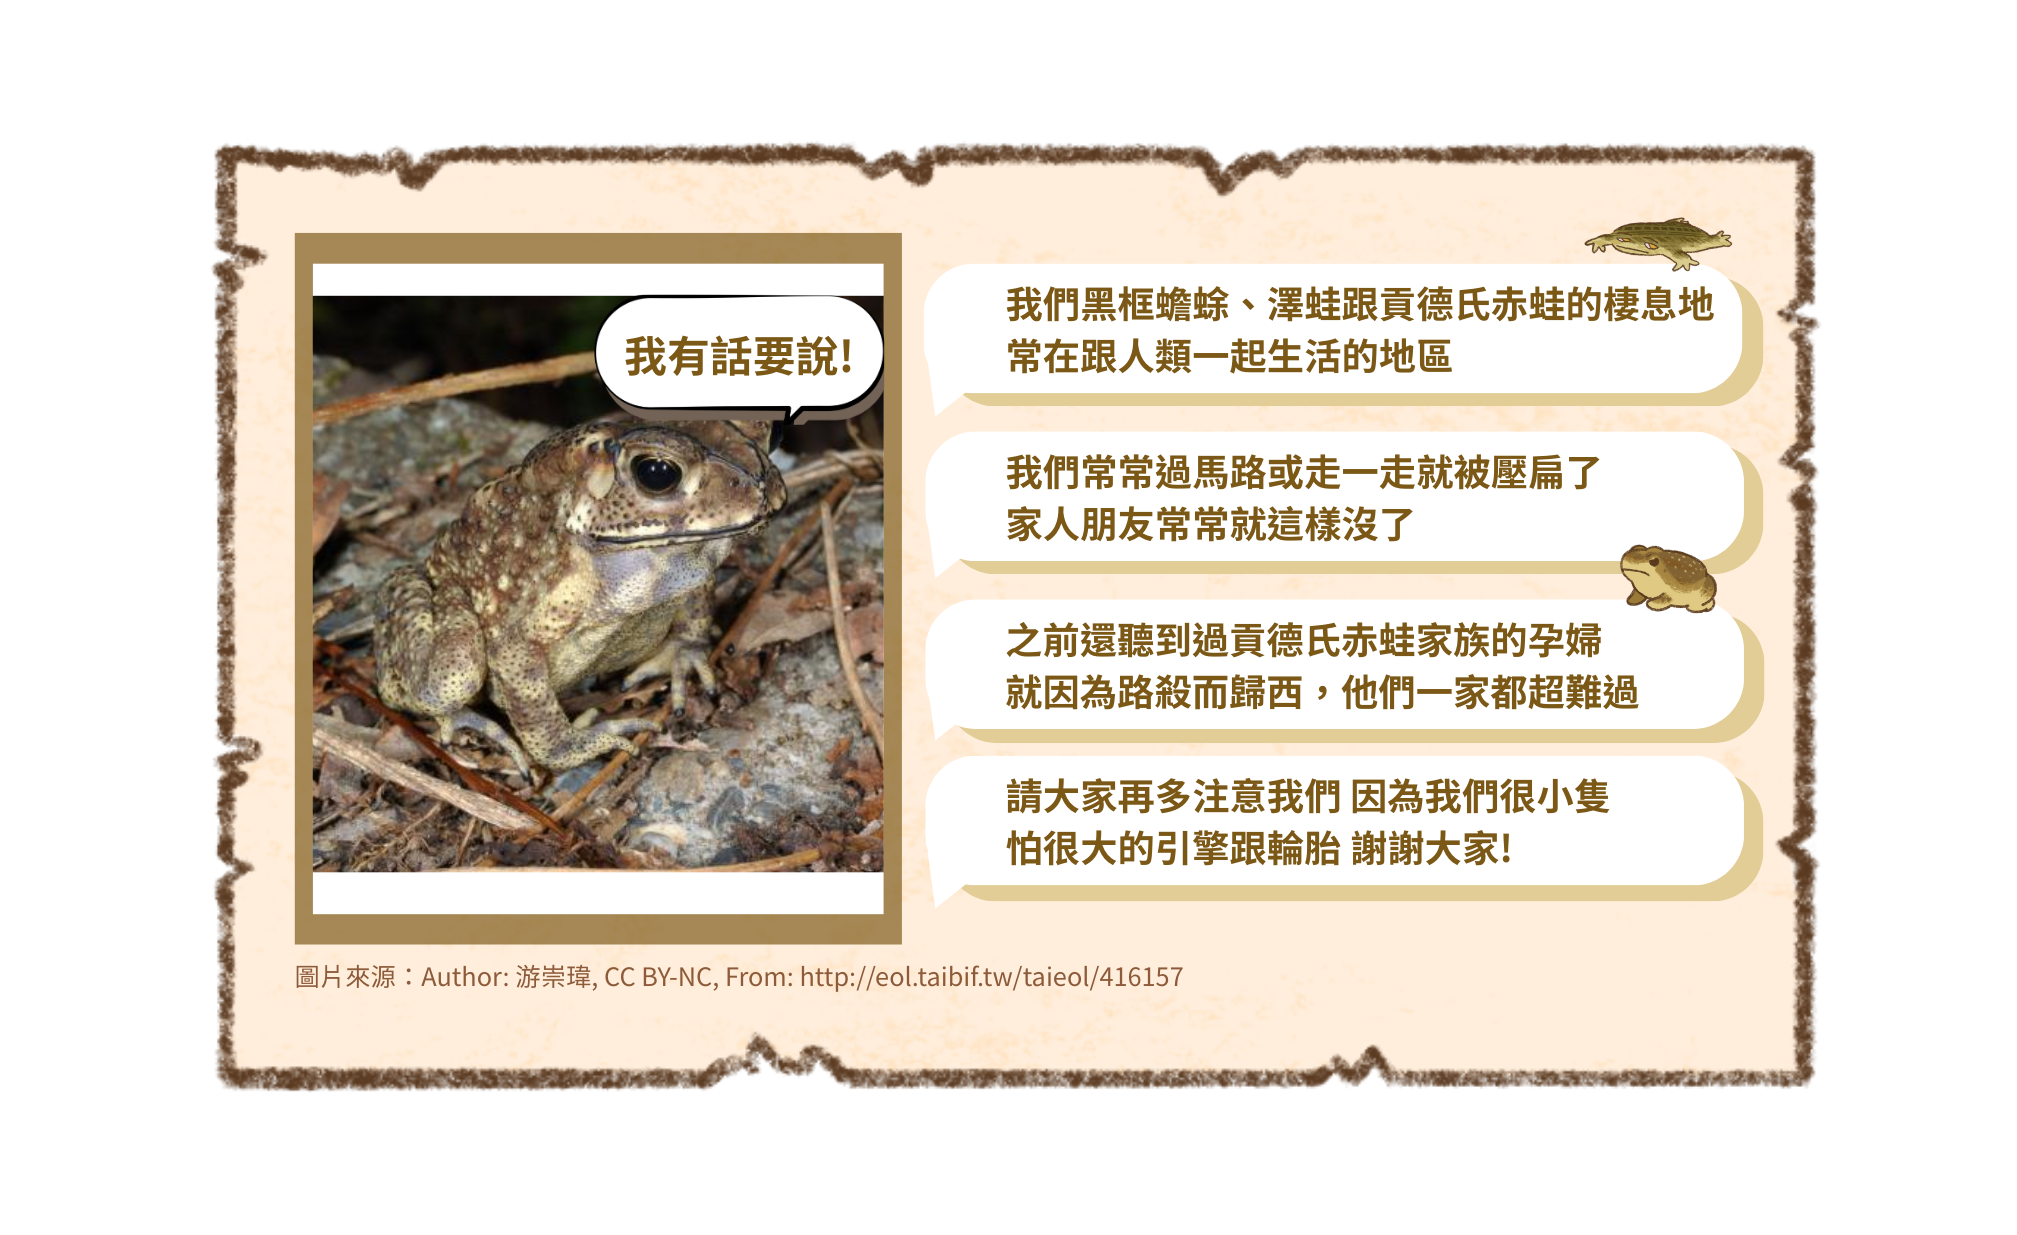 我有話要說!
我們黑框蟾蜍、澤蛙跟貢德氏赤蛙的棲息地
常在跟人類一起生活的地區
我們常常過馬路或走一走就被壓扁了
家人朋友常常就這樣沒了
之前還聽到過貢德氏赤蛙家族的孕婦
就因為路殺而歸西，他們一家都超難過
請大家再多注意我們 因為我們很小隻
怕很大的引擎跟輪胎 謝謝大家!
圖片來源：Author: 游崇瑋, CC BY-NC, From: http://eol.taibif.tw/taieol/416157